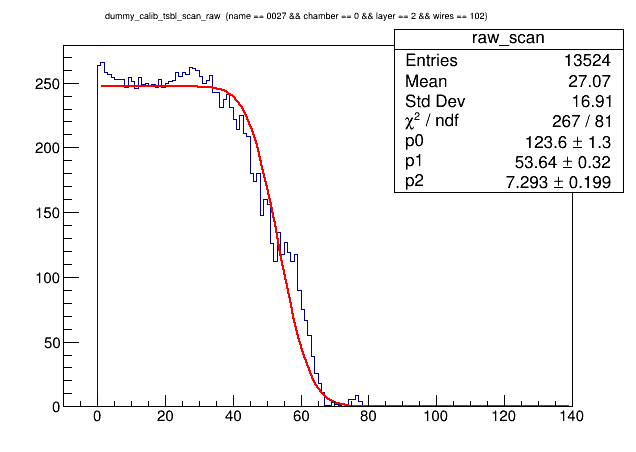 dummy_calib_tsbl_scan_raw (name == 0027 && chamber == 0 && layer == 2 && wires == 102)
raw_scan
Entries 13524
Mean 27.07
Std Dev 16.91
χ² / ndf 267 / 81
p0 123.6 ± 1.3
p1 53.64 ± 0.32
p2 7.293 ± 0.199
250
200
150
100
50
0
0 20 40 60 80 100 120 140